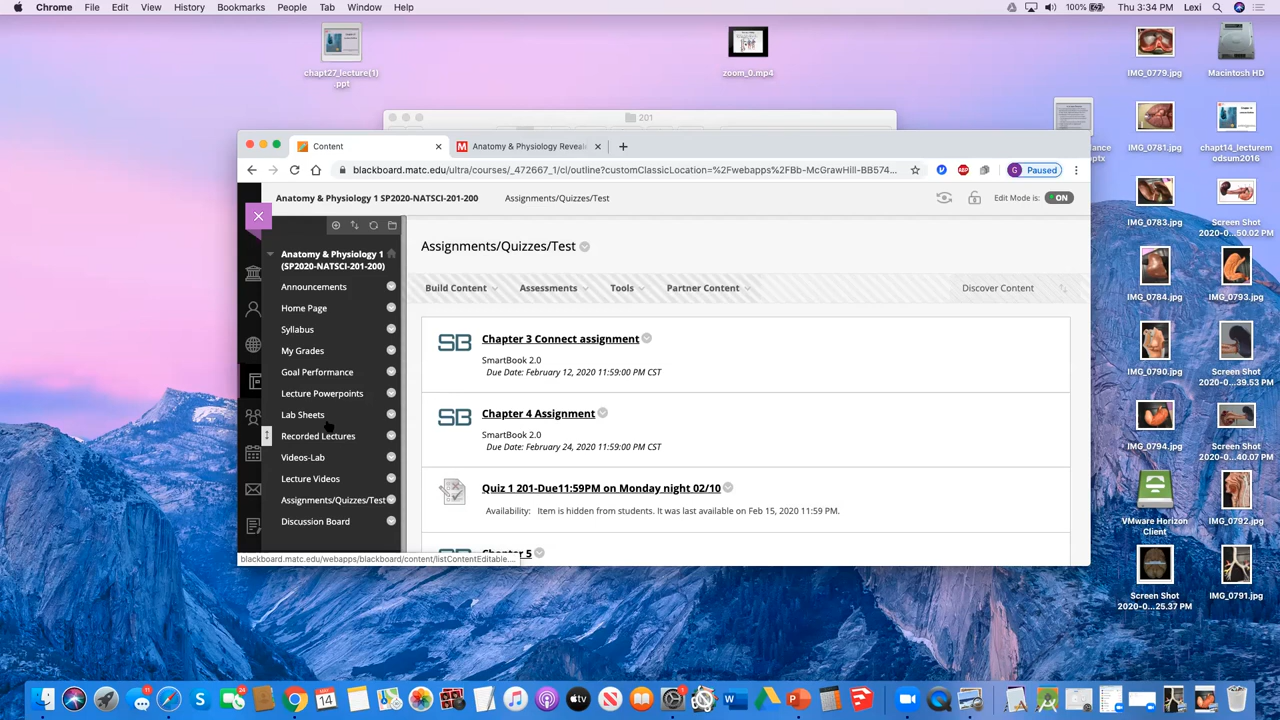 Chrome File Edit View History Bookmarks People Tab Window Help
100% Thu 3:34 PM Lexi
chapt27_lecture(1)
.ppt
zoom_0.mp4
IMG_0779.jpg
Macintosh HD
201
IMG_0781.jpg
chapt14_lecturem
odsum2016
Content
Anatomy & Physiology Reveal
blackboard.matc.edu/ultra/courses/_472667_1/cl/outline?customClassicLocation=%2Fwebapps%2FBb-McGrawHill-BB574...
ABP
G Paused
Anatomy & Physiology 1 SP2020-NATSCI-201-200
Assignments/Quizzes/Test
Edit Mode is: ON
IMG_0783.jpg
Screen Shot
2020-0...50.02 PM
Anatomy & Physiology 1
(SP2020-NATSCI-201-200)
Announcements
Home Page
Syllabus
My Grades
Goal Performance
Lecture Powerpoints
Lab Sheets
Recorded Lectures
Videos-Lab
Lecture Videos
Assignments/Quizzes/Test
Discussion Board
Assignments/Quizzes/Test
Build Content Assessments Tools Partner Content Discover Content
SB Chapter 3 Connect assignment
SmartBook 2.0
Due Date: February 12, 2020 11:59:00 PM CST
SB Chapter 4 Assignment
SmartBook 2.0
Due Date: February 24, 2020 11:59:00 PM CST
Quiz 1 201-Due11:59PM on Monday night 02/10
Availability: Item is hidden from students. It was last available on Feb 15, 2020 11:59 PM.
Chapter 5
blackboard.matc.edu/webapps/blackboard/content/listContentEditable....
IMG_0784.jpg
IMG_0793.jpg
IMG_0790.jpg
Screen Shot
2020-0...39.53 PM
IMG_0794.jpg
Screen Shot
2020-0...40.07 PM
VMware Horizon
Client
IMG_0792.jpg
Screen Shot
2020-0...25.37 PM
IMG_0791.jpg
11
24
MAY
14
1